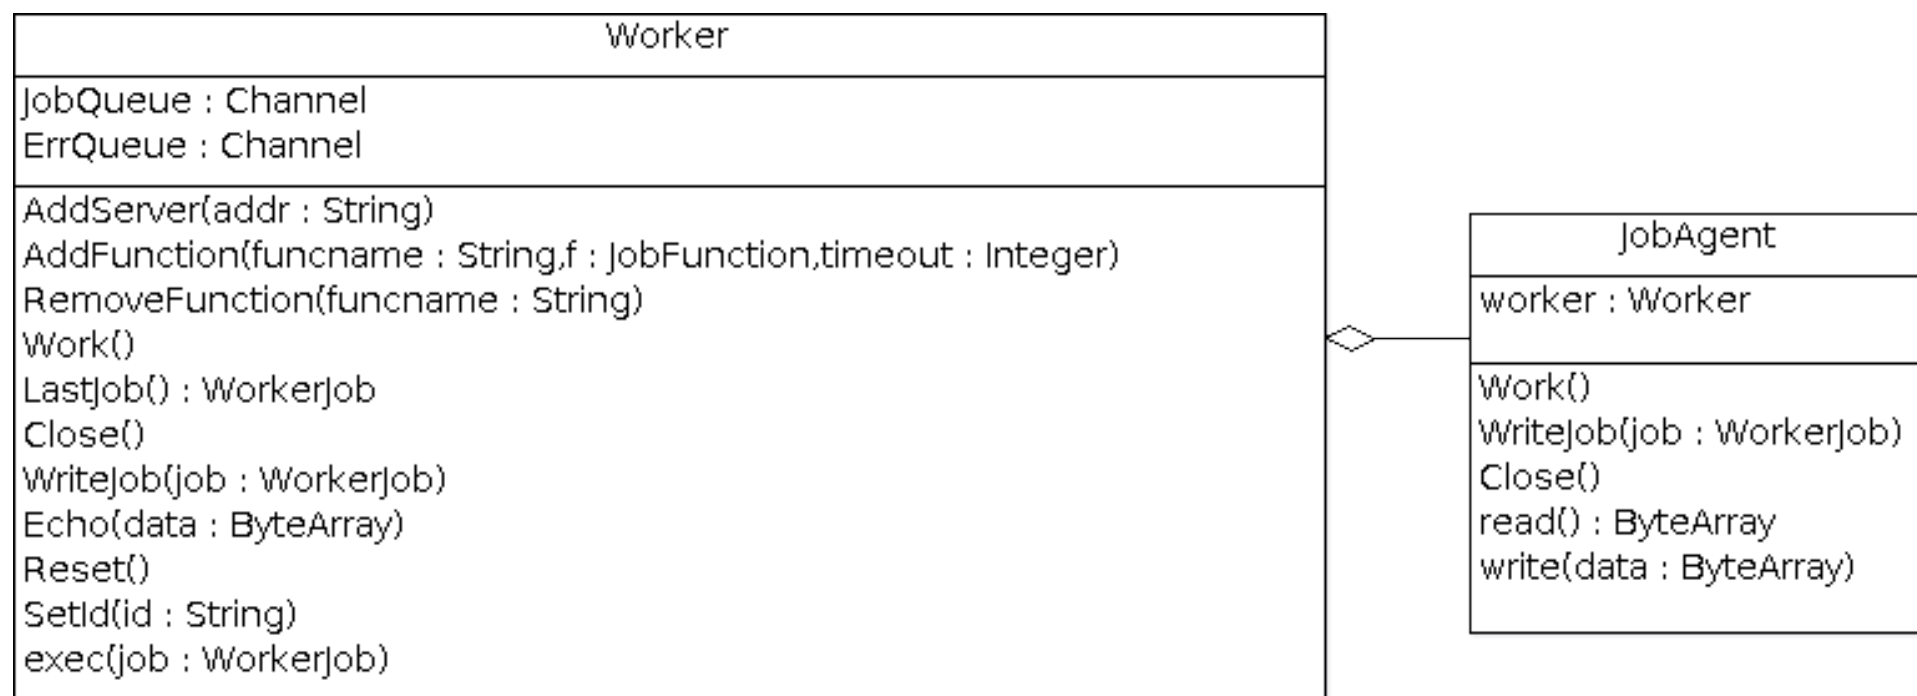 Worker
JobQueue : Channel
ErrQueue : Channel
AddServer(addr : String)
AddFunction(funcname : String,f : JobFunction,timeout : Integer)
RemoveFunction(funcname : String)
Work()
LastJob() : WorkerJob
Close()
WriteJob(job : WorkerJob)
Echo(data : ByteArray)
Reset()
SetId(id : String)
exec(job : WorkerJob)
JobAgent
worker : Worker
Work()
WriteJob(job : WorkerJob)
Close()
read() : ByteArray
write(data : ByteArray)